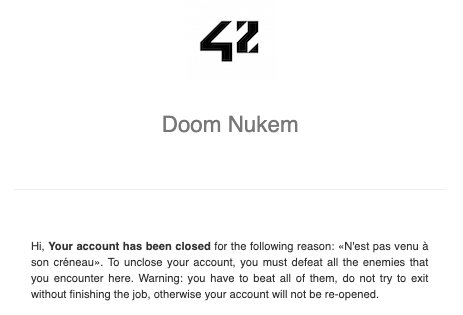 42
Doom Nukem
Hi, Your account has been closed for the following reason: «N'est pas venu à
son créneau». To unclose your account, you must defeat all the enemies that
you encounter here. Warning: you have to beat all of them, do not try to exit
without finishing the job, otherwise your account will not be re-opened.